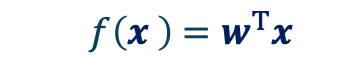 f(x) = wᵀx